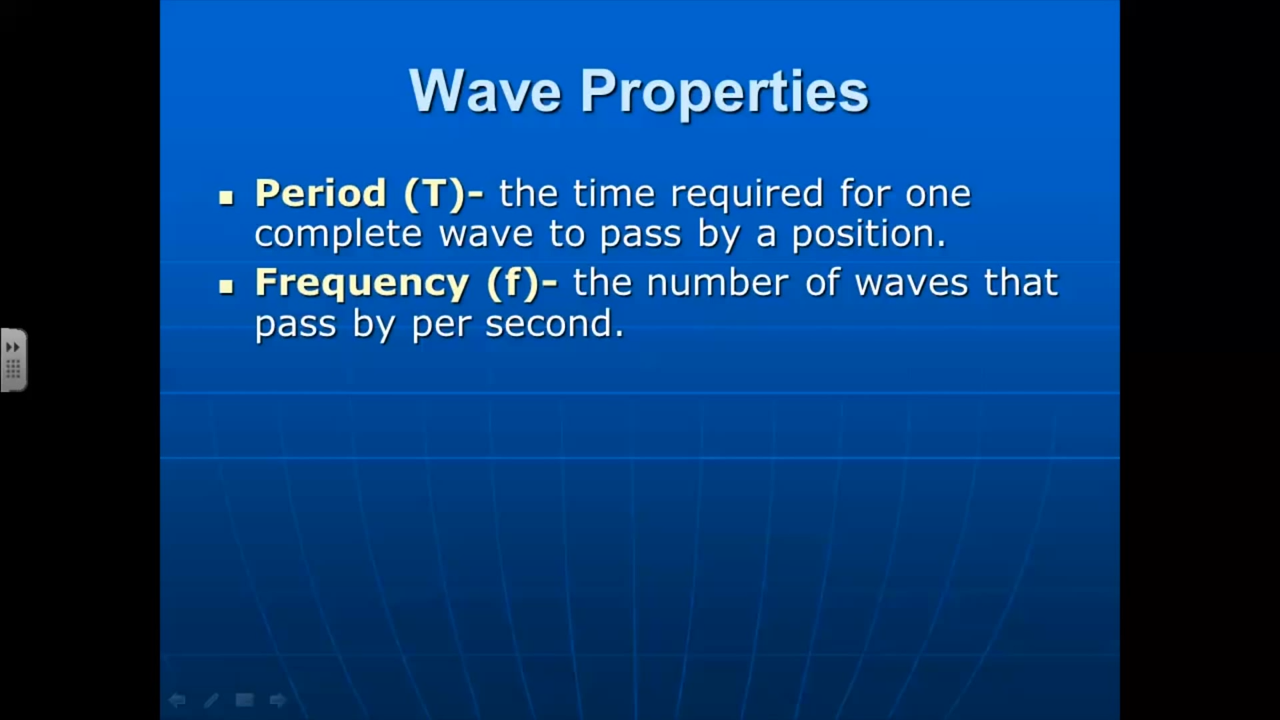 Wave Properties
Period (T)- the time required for one
complete wave to pass by a position.
Frequency (f)- the number of waves that
pass by per second.